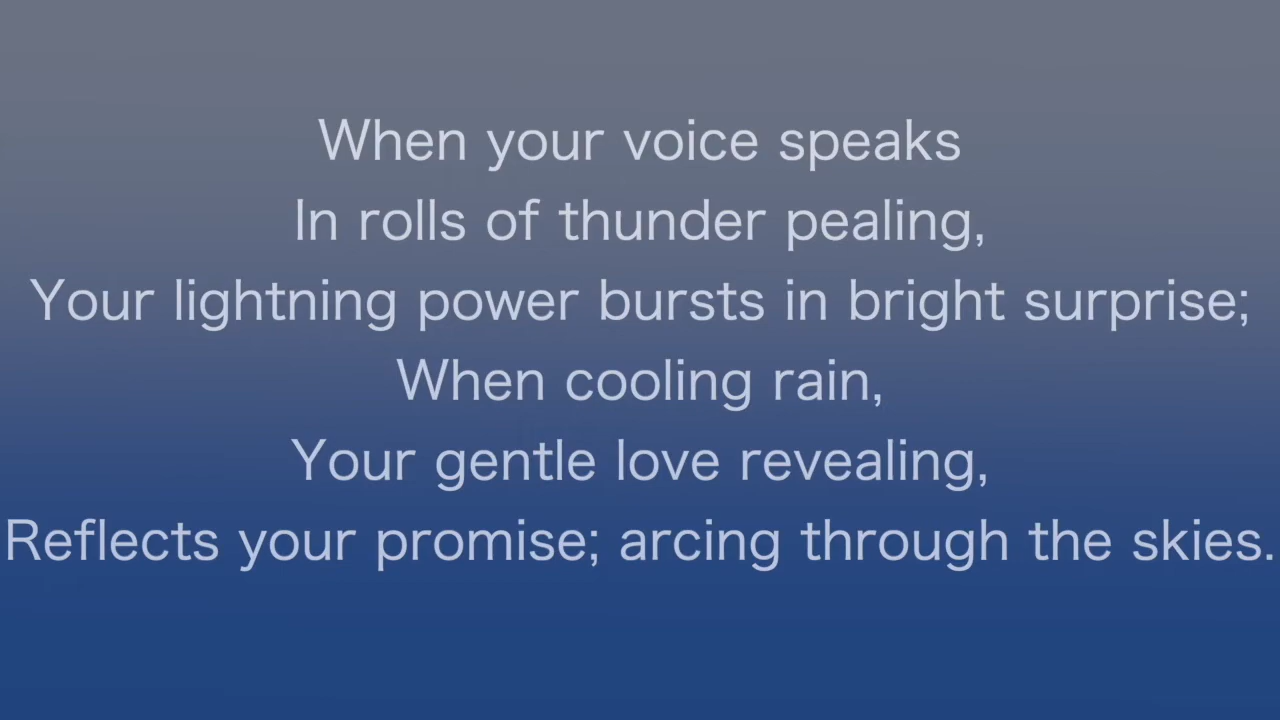 When your voice speaks
In rolls of thunder pealing,
Your lightning power bursts in bright surprise;
When cooling rain,
Your gentle love revealing,
Reflects your promise; arcing through the skies.